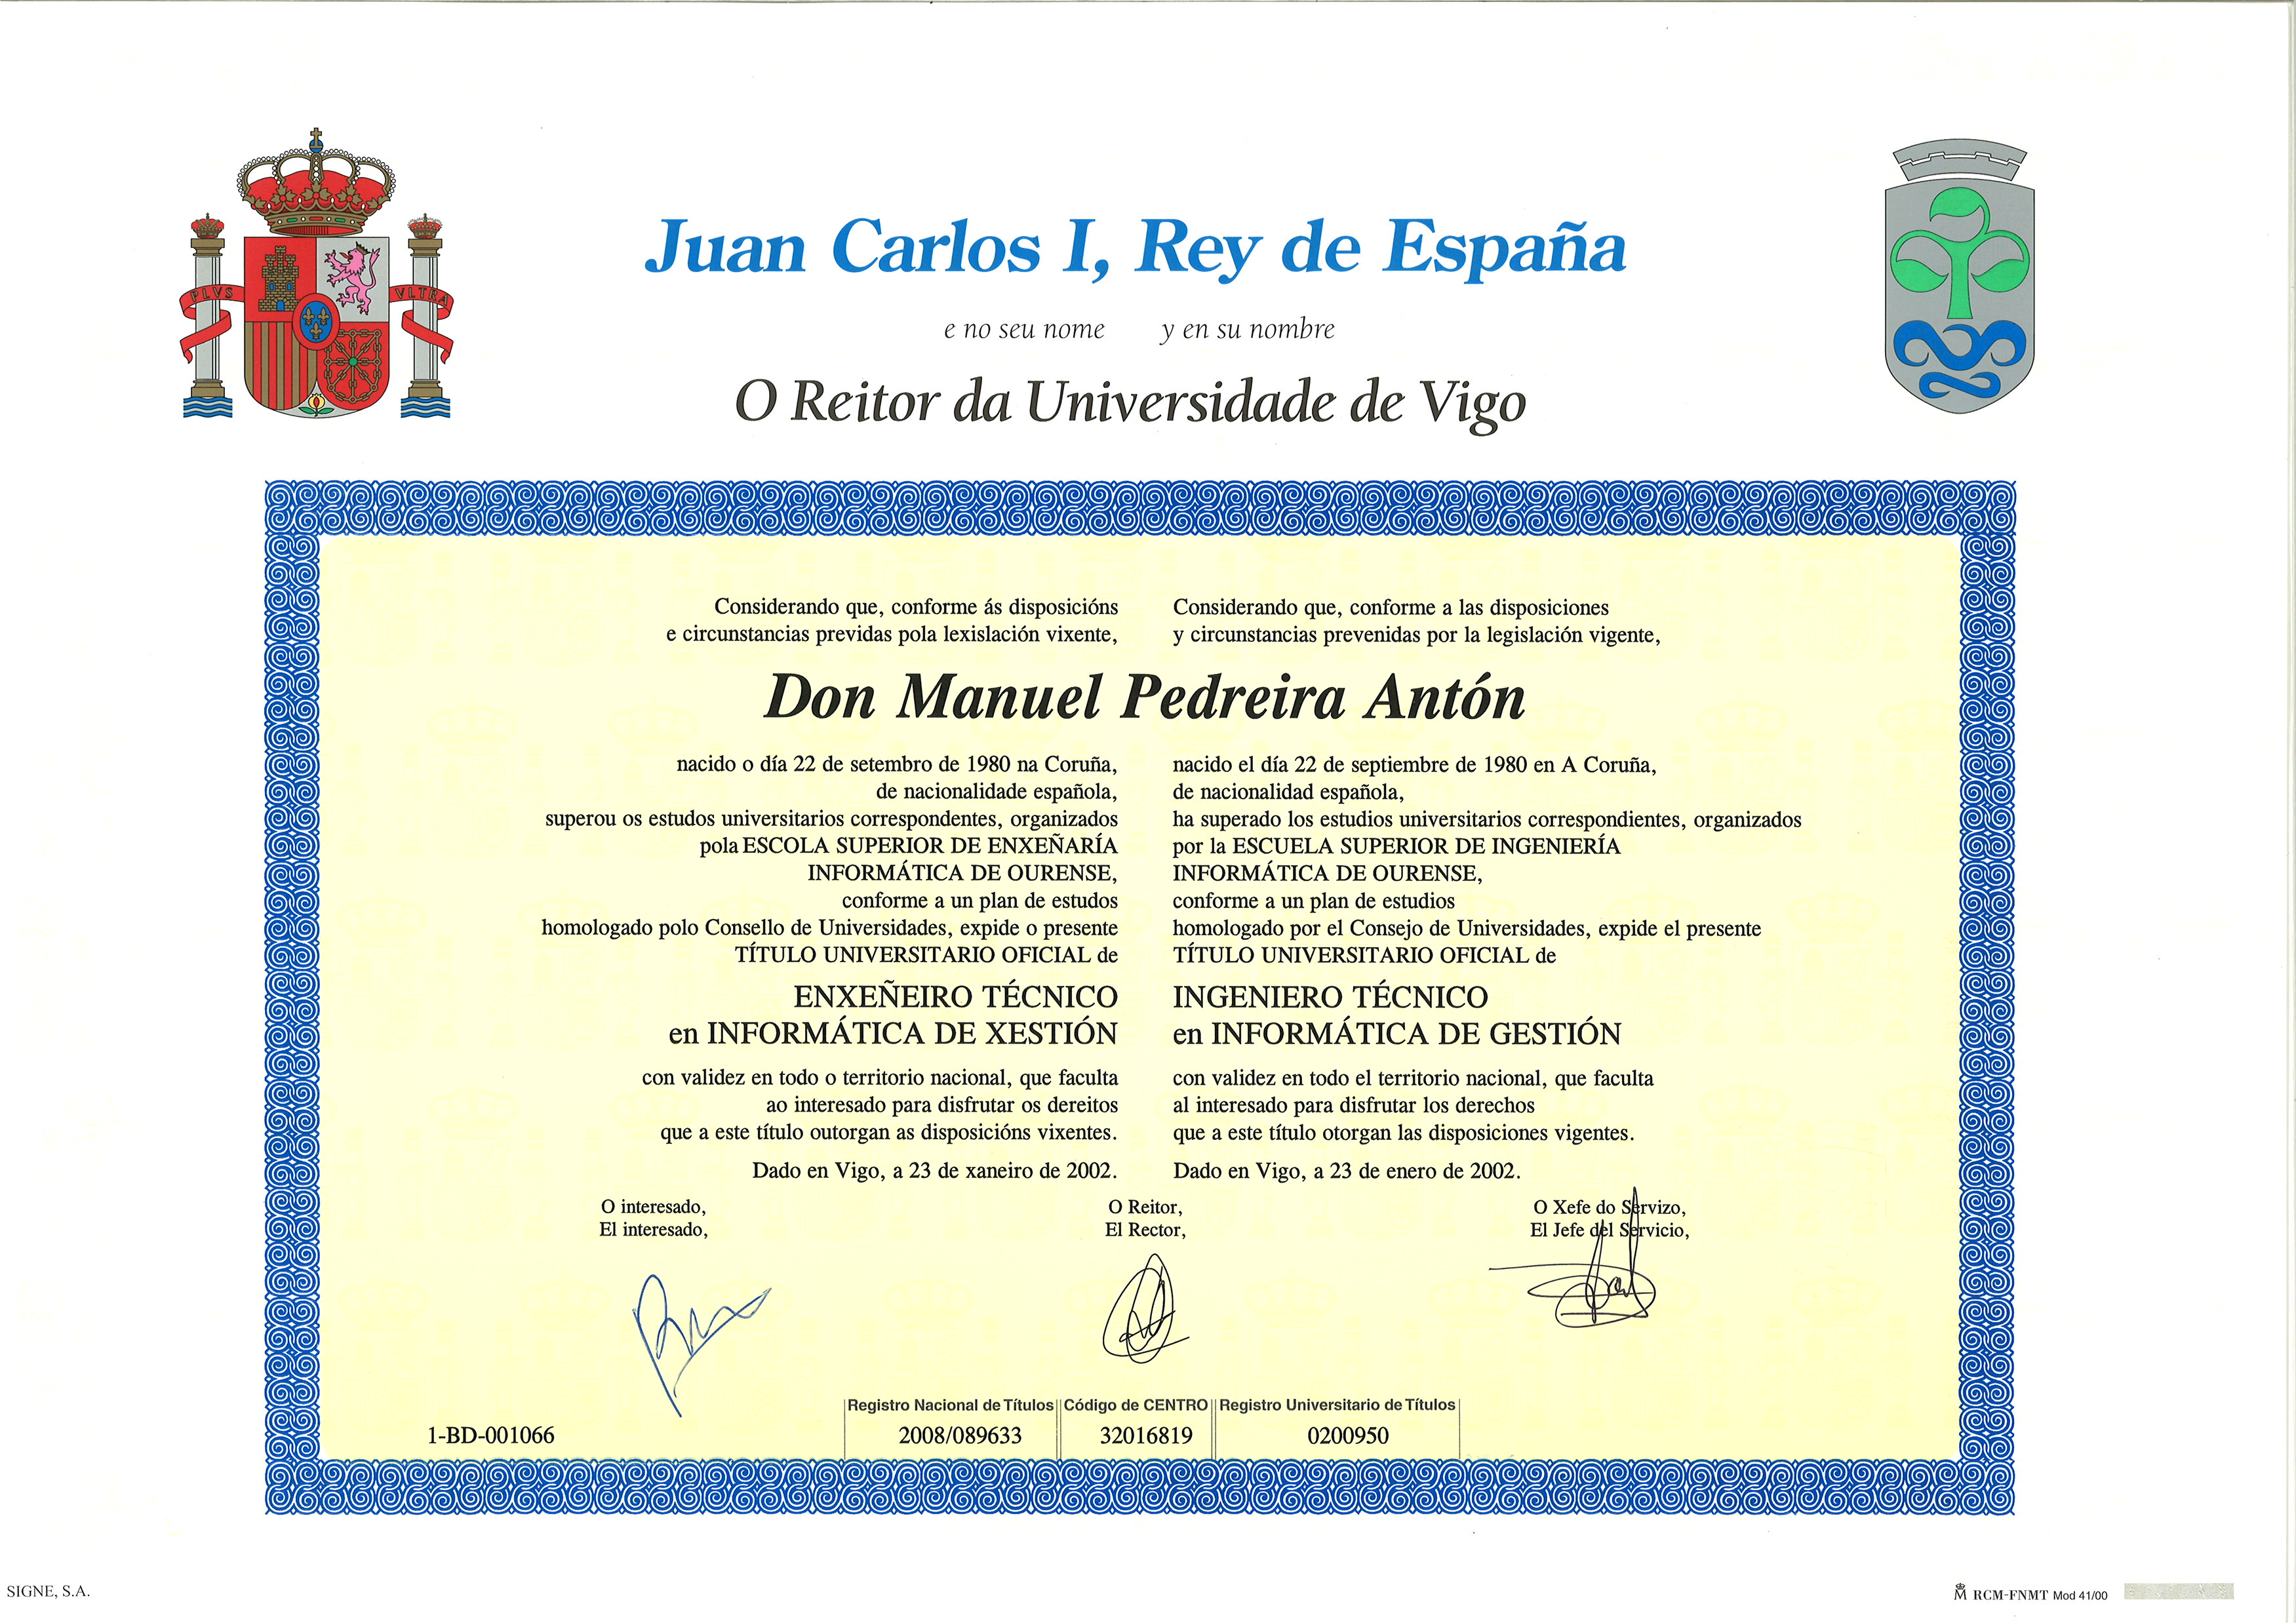 PLVS VLTRA
Juan Carlos I, Rey de España
e no seu nome y en su nombre
O Reitor da Universidade de Vigo
Considerando que, conforme ás disposicións
e circunstancias previdas pola lexislación vixente,
Considerando que, conforme a las disposiciones
y circunstancias prevenidas por la legislación vigente,
Don Manuel Pedreira Antón
nacido o día 22 de setembro de 1980 na Coruña,
de nacionalidade española,
superou os estudos universitarios correspondentes, organizados
pola ESCOLA SUPERIOR DE ENXEÑARÍA
INFORMÁTICA DE OURENSE,
conforme a un plan de estudos
homologado polo Consello de Universidades, expide o presente
TÍTULO UNIVERSITARIO OFICIAL de
ENXEÑEIRO TÉCNICO
en INFORMÁTICA DE XESTIÓN
con validez en todo o territorio nacional, que faculta
ao interesado para disfrutar os dereitos
que a este título outorgan as disposicións vixentes.
Dado en Vigo, a 23 de xaneiro de 2002.
nacido el día 22 de septiembre de 1980 en A Coruña,
de nacionalidad española,
ha superado los estudios universitarios correspondientes, organizados
por la ESCUELA SUPERIOR DE INGENIERÍA
INFORMÁTICA DE OURENSE,
conforme a un plan de estudios
homologado por el Consejo de Universidades, expide el presente
TÍTULO UNIVERSITARIO OFICIAL de
INGENIERO TÉCNICO
en INFORMÁTICA DE GESTIÓN
con validez en todo el territorio nacional, que faculta
al interesado para disfrutar los derechos
que a este título otorgan las disposiciones vigentes.
Dado en Vigo, a 23 de enero de 2002.
O interesado,
El interesado,
O Reitor,
El Rector,
O Xefe do Servizo,
El Jefe del Servicio,
1-BD-001066
Registro Nacional de Títulos
2008/089633
Código de CENTRO
32016819
Registro Universitario de Títulos
0200950
SIGNE, S.A.
RCM-FNMT Mod 41/00